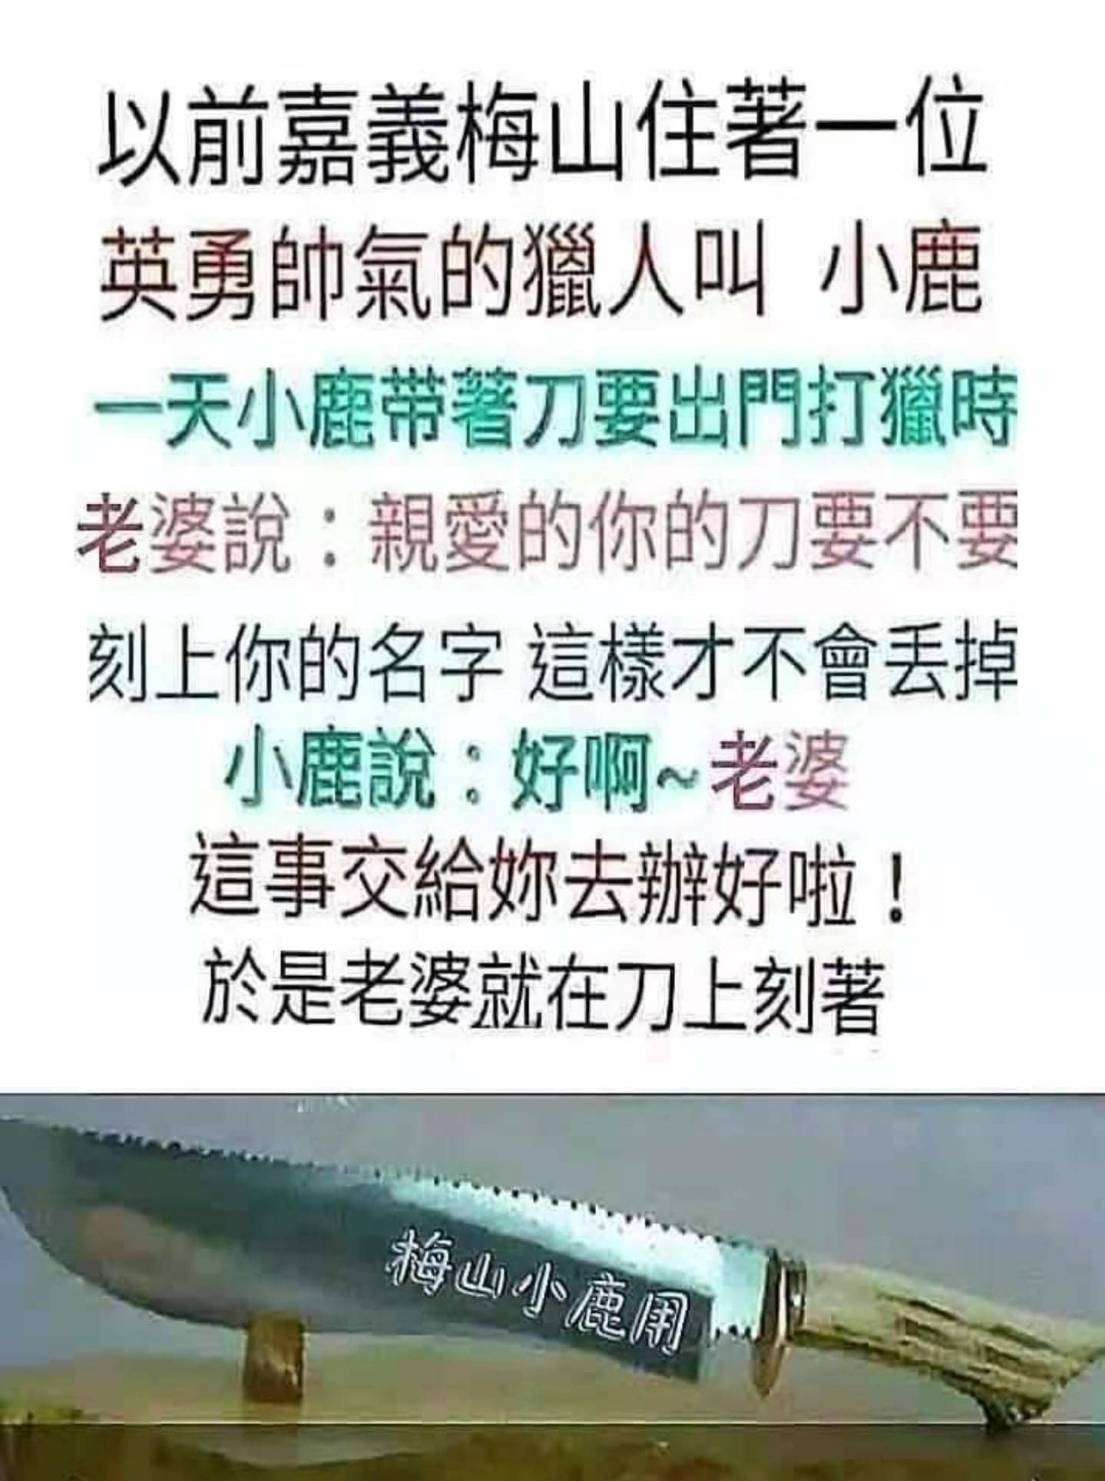 以前嘉義梅山住著一位
英勇帥氣的獵人叫 小鹿
一天小鹿带著刀要出門打獵時
老婆說：親愛的你的刀要不要
刻上你的名字 這樣才不會丢掉
小鹿說：好啊~老婆
這事交給妳去辦好啦！
於是老婆就在刀上刻著
梅山小鹿用